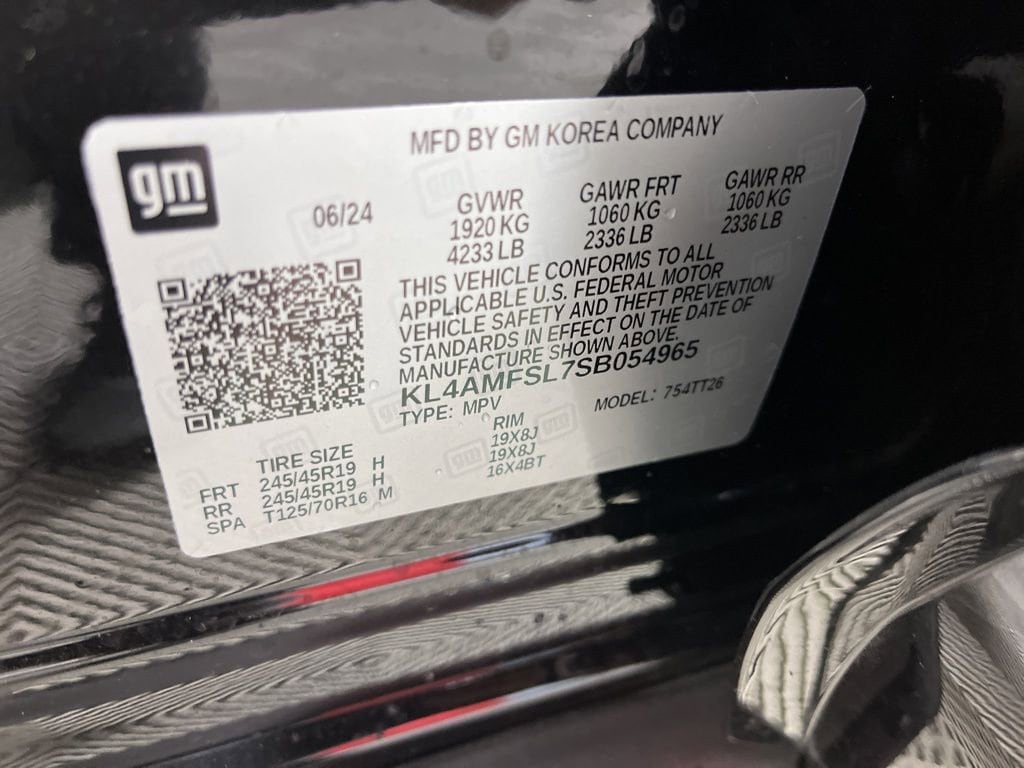 MFD BY GM KOREA COMPANY
gm
06/24
GVWR
1920 KG
4233 LB
GAWR FRT
1060 KG
2336 LB
GAWR RR
1060 KG
2336 LB
THIS VEHICLE CONFORMS TO ALL
APPLICABLE U.S. FEDERAL MOTOR
VEHICLE SAFETY AND THEFT PREVENTION
STANDARDS IN EFFECT ON THE DATE OF
MANUFACTURE SHOWN ABOVE.
KL4AMFSL7SB054965
TYPE: MPV MODEL: 754TT26
TIRE SIZE RIM
FRT 245/45R19 H 19X8J
RR 245/45R19 H 19X8J
SPA T125/70R16 M 16X4BT